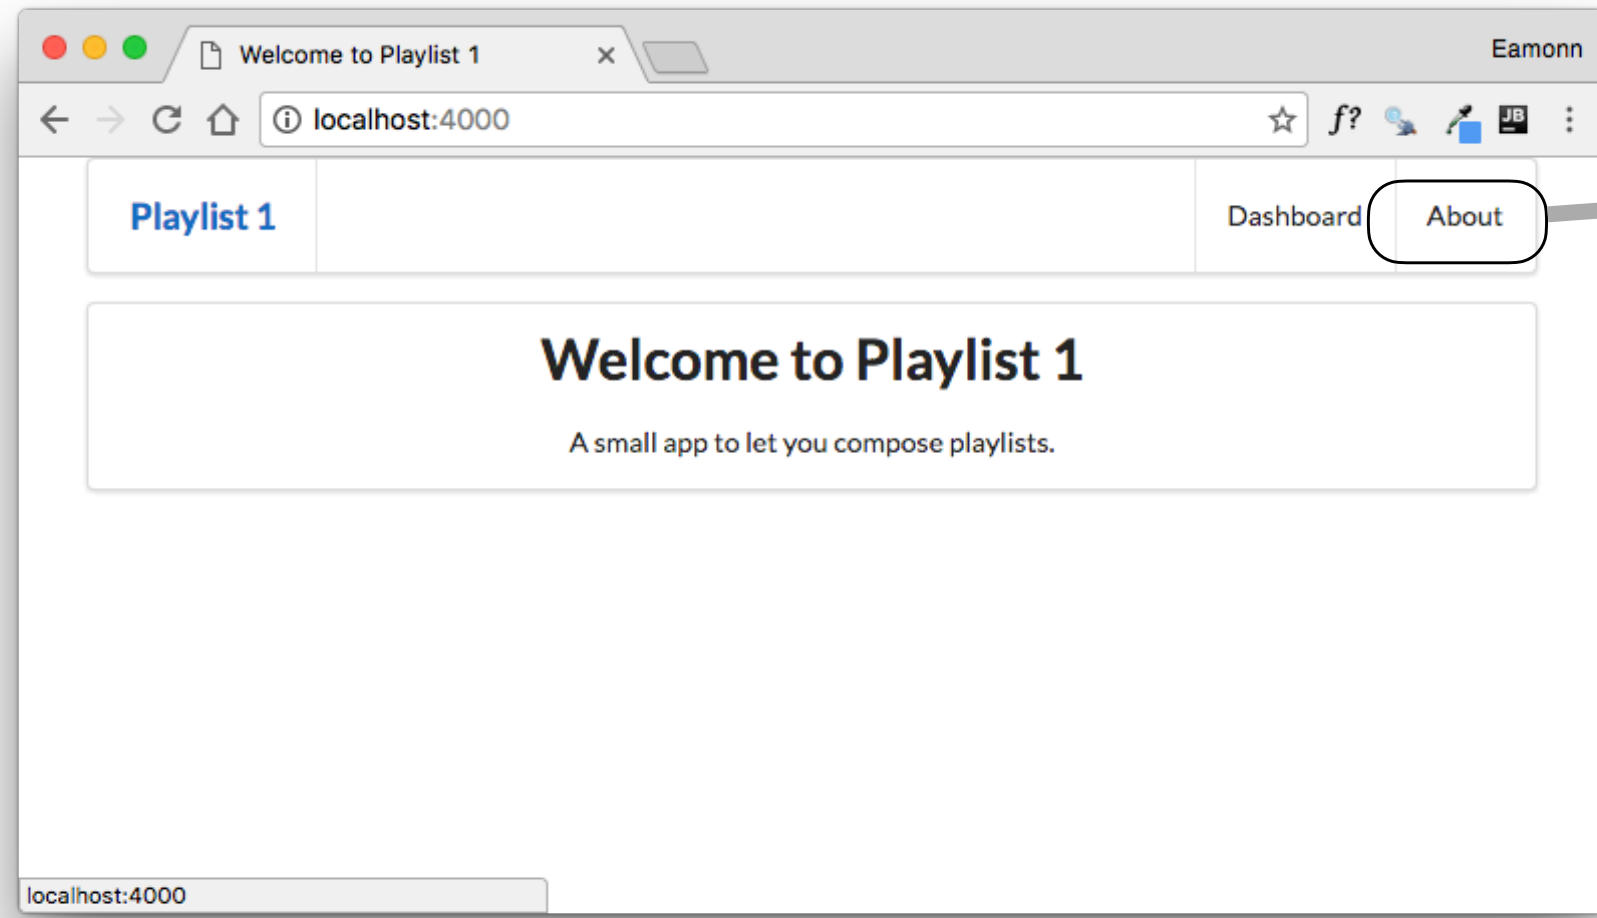 Welcome to Playlist 1
Eamonn
localhost:4000
f?
JB
Playlist 1
Dashboard
About
Welcome to Playlist 1
A small app to let you compose playlists.
localhost:4000